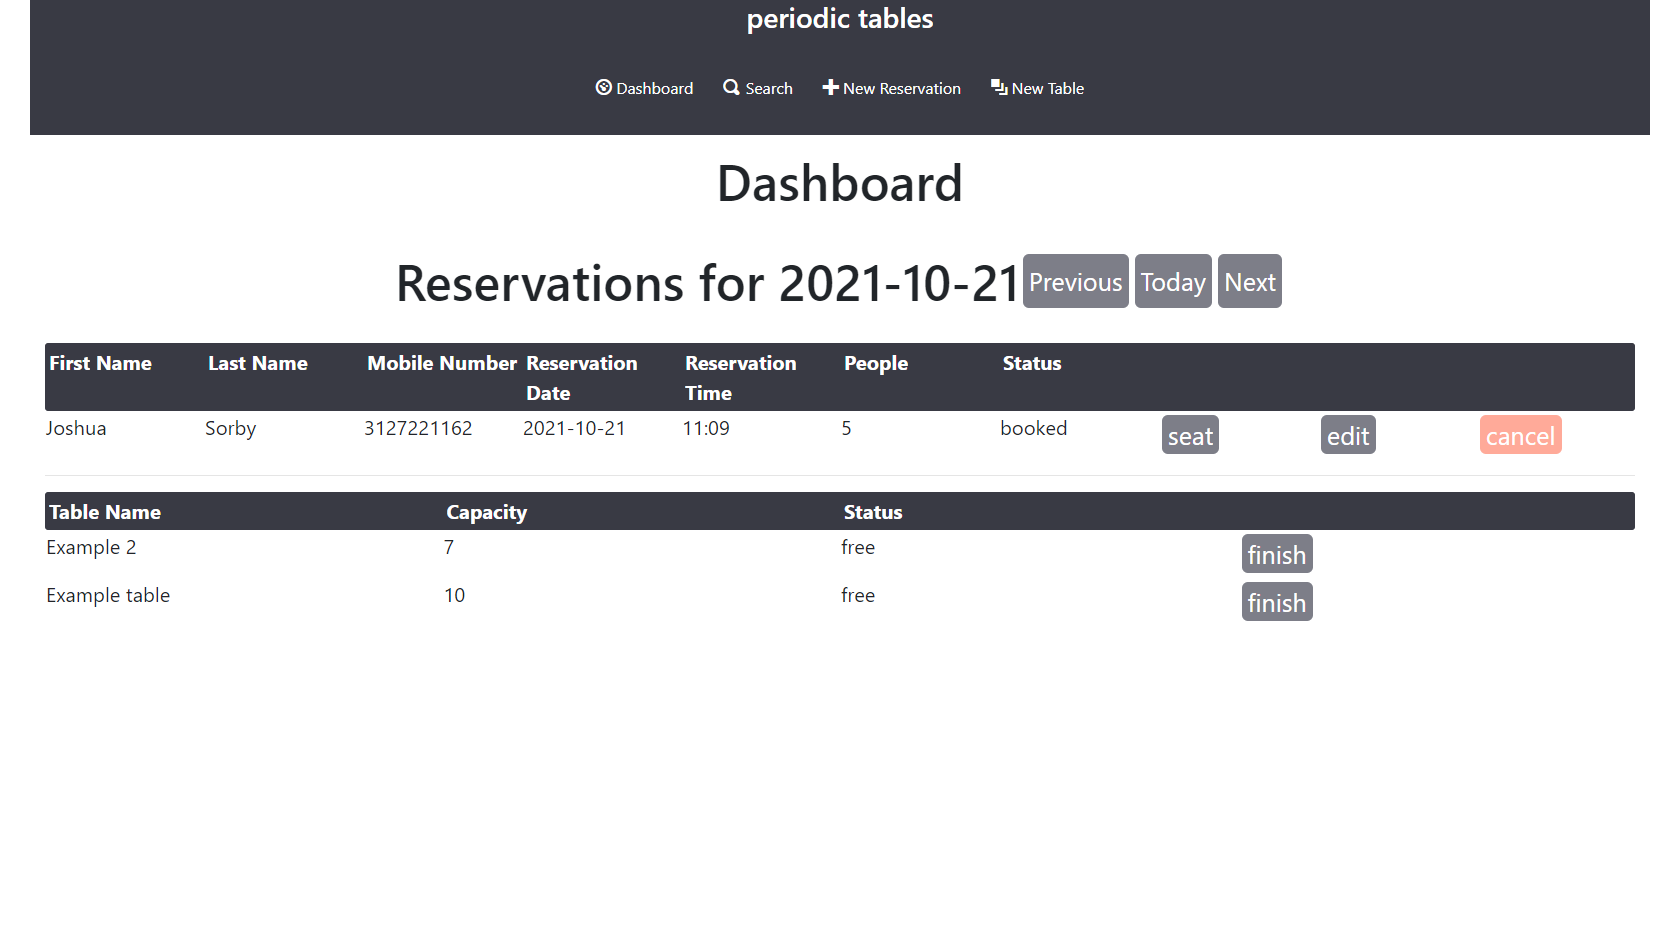 periodic tables
Dashboard Search New Reservation New Table
Dashboard
Reservations for 2021-10-21 Previous Today Next
First Name Last Name Mobile Number Reservation Date Reservation Time People Status
Joshua Sorby 3127221162 2021-10-21 11:09 5 booked seat edit cancel
Table Name Capacity Status
Example 2 7 free finish
Example table 10 free finish